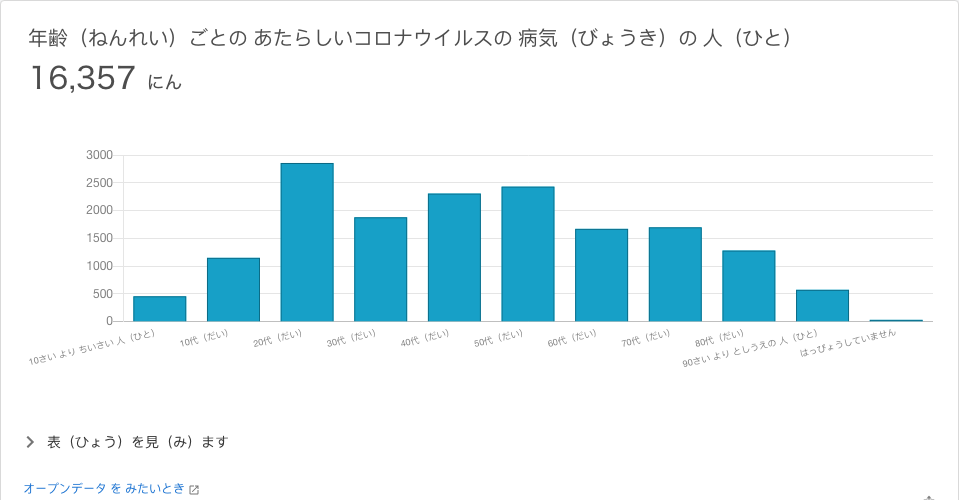 年齢（ねんれい）ごとの あたらしいコロナウイルスの 病気（びょうき）の 人（ひと）
16,357 にん
3000
2500
2000
1500
1000
500
0
10さい より ちいさい 人（ひと）
10代（だい）
20代（だい）
30代（だい）
40代（だい）
50代（だい）
60代（だい）
70代（だい）
80代（だい）
90さい より としうえの 人（ひと）
はっぴょうしていません
表（ひょう）を見（み）ます
オープンデータ を みたいとき